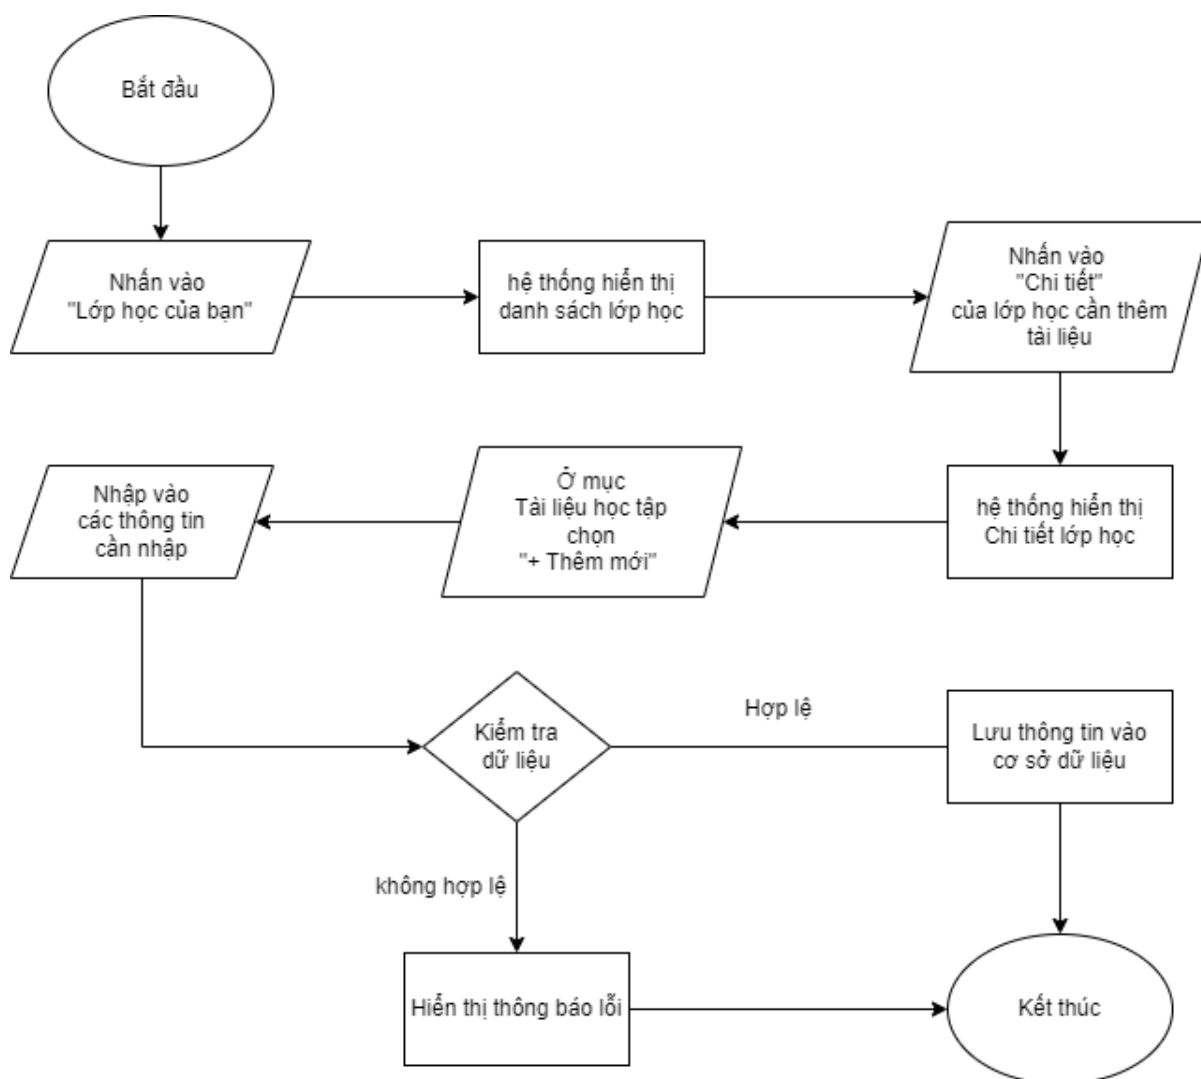 Bắt đầu
Nhấn vào
"Lớp học của bạn"
hệ thống hiển thị
danh sách lớp học
Nhấn vào
"Chi tiết"
của lớp học cần thêm
tài liệu
hệ thống hiển thị
Chi tiết lớp học
Ở mục
Tài liệu học tập
chọn
"+ Thêm mới"
Nhập vào
các thông tin
cần nhập
Kiểm tra
dữ liệu
Hợp lệ
Lưu thông tin vào
cơ sở dữ liệu
không hợp lệ
Hiển thị thông báo lỗi
Kết thúc